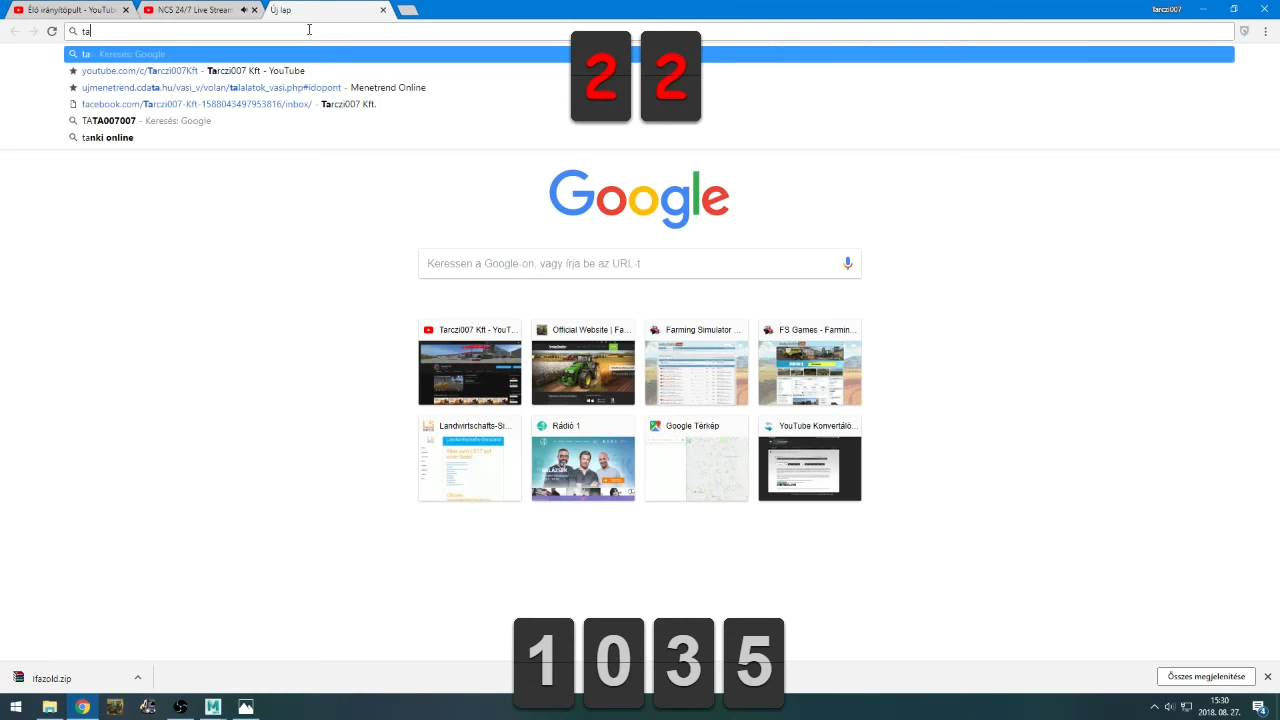 Élő irányítópult - YouTub
NCS 24/7 Live Stream
Új lap
Tarczi007
ta
ta - Keresés: Google
youtube.com/c/Tarczi007Kft - Tarczi007 Kft - YouTube
ujmenetrend.cdata.hu/vasi_v/volan/talalatok_vasi.php#idopont - Menetrend Online
facebook.com/Tarczi007-Kft-1588043497953816/inbox/ - Tarczi007 Kft.
TATA007007 - Keresés: Google
tanki online
22
Google
Keressen a Google-on, vagy írja be az URL-t
Tarczi007 Kft - YouT...
Official Website | Fa...
Farming Simulator ...
FS Games - Farmin...
Landwirtschafts-Si...
Rádió 1
Google Térkép
YouTube Konvertáló...
1035
Ifazold.zip
Összes megjelenítése
15:30
2018. 08. 27.